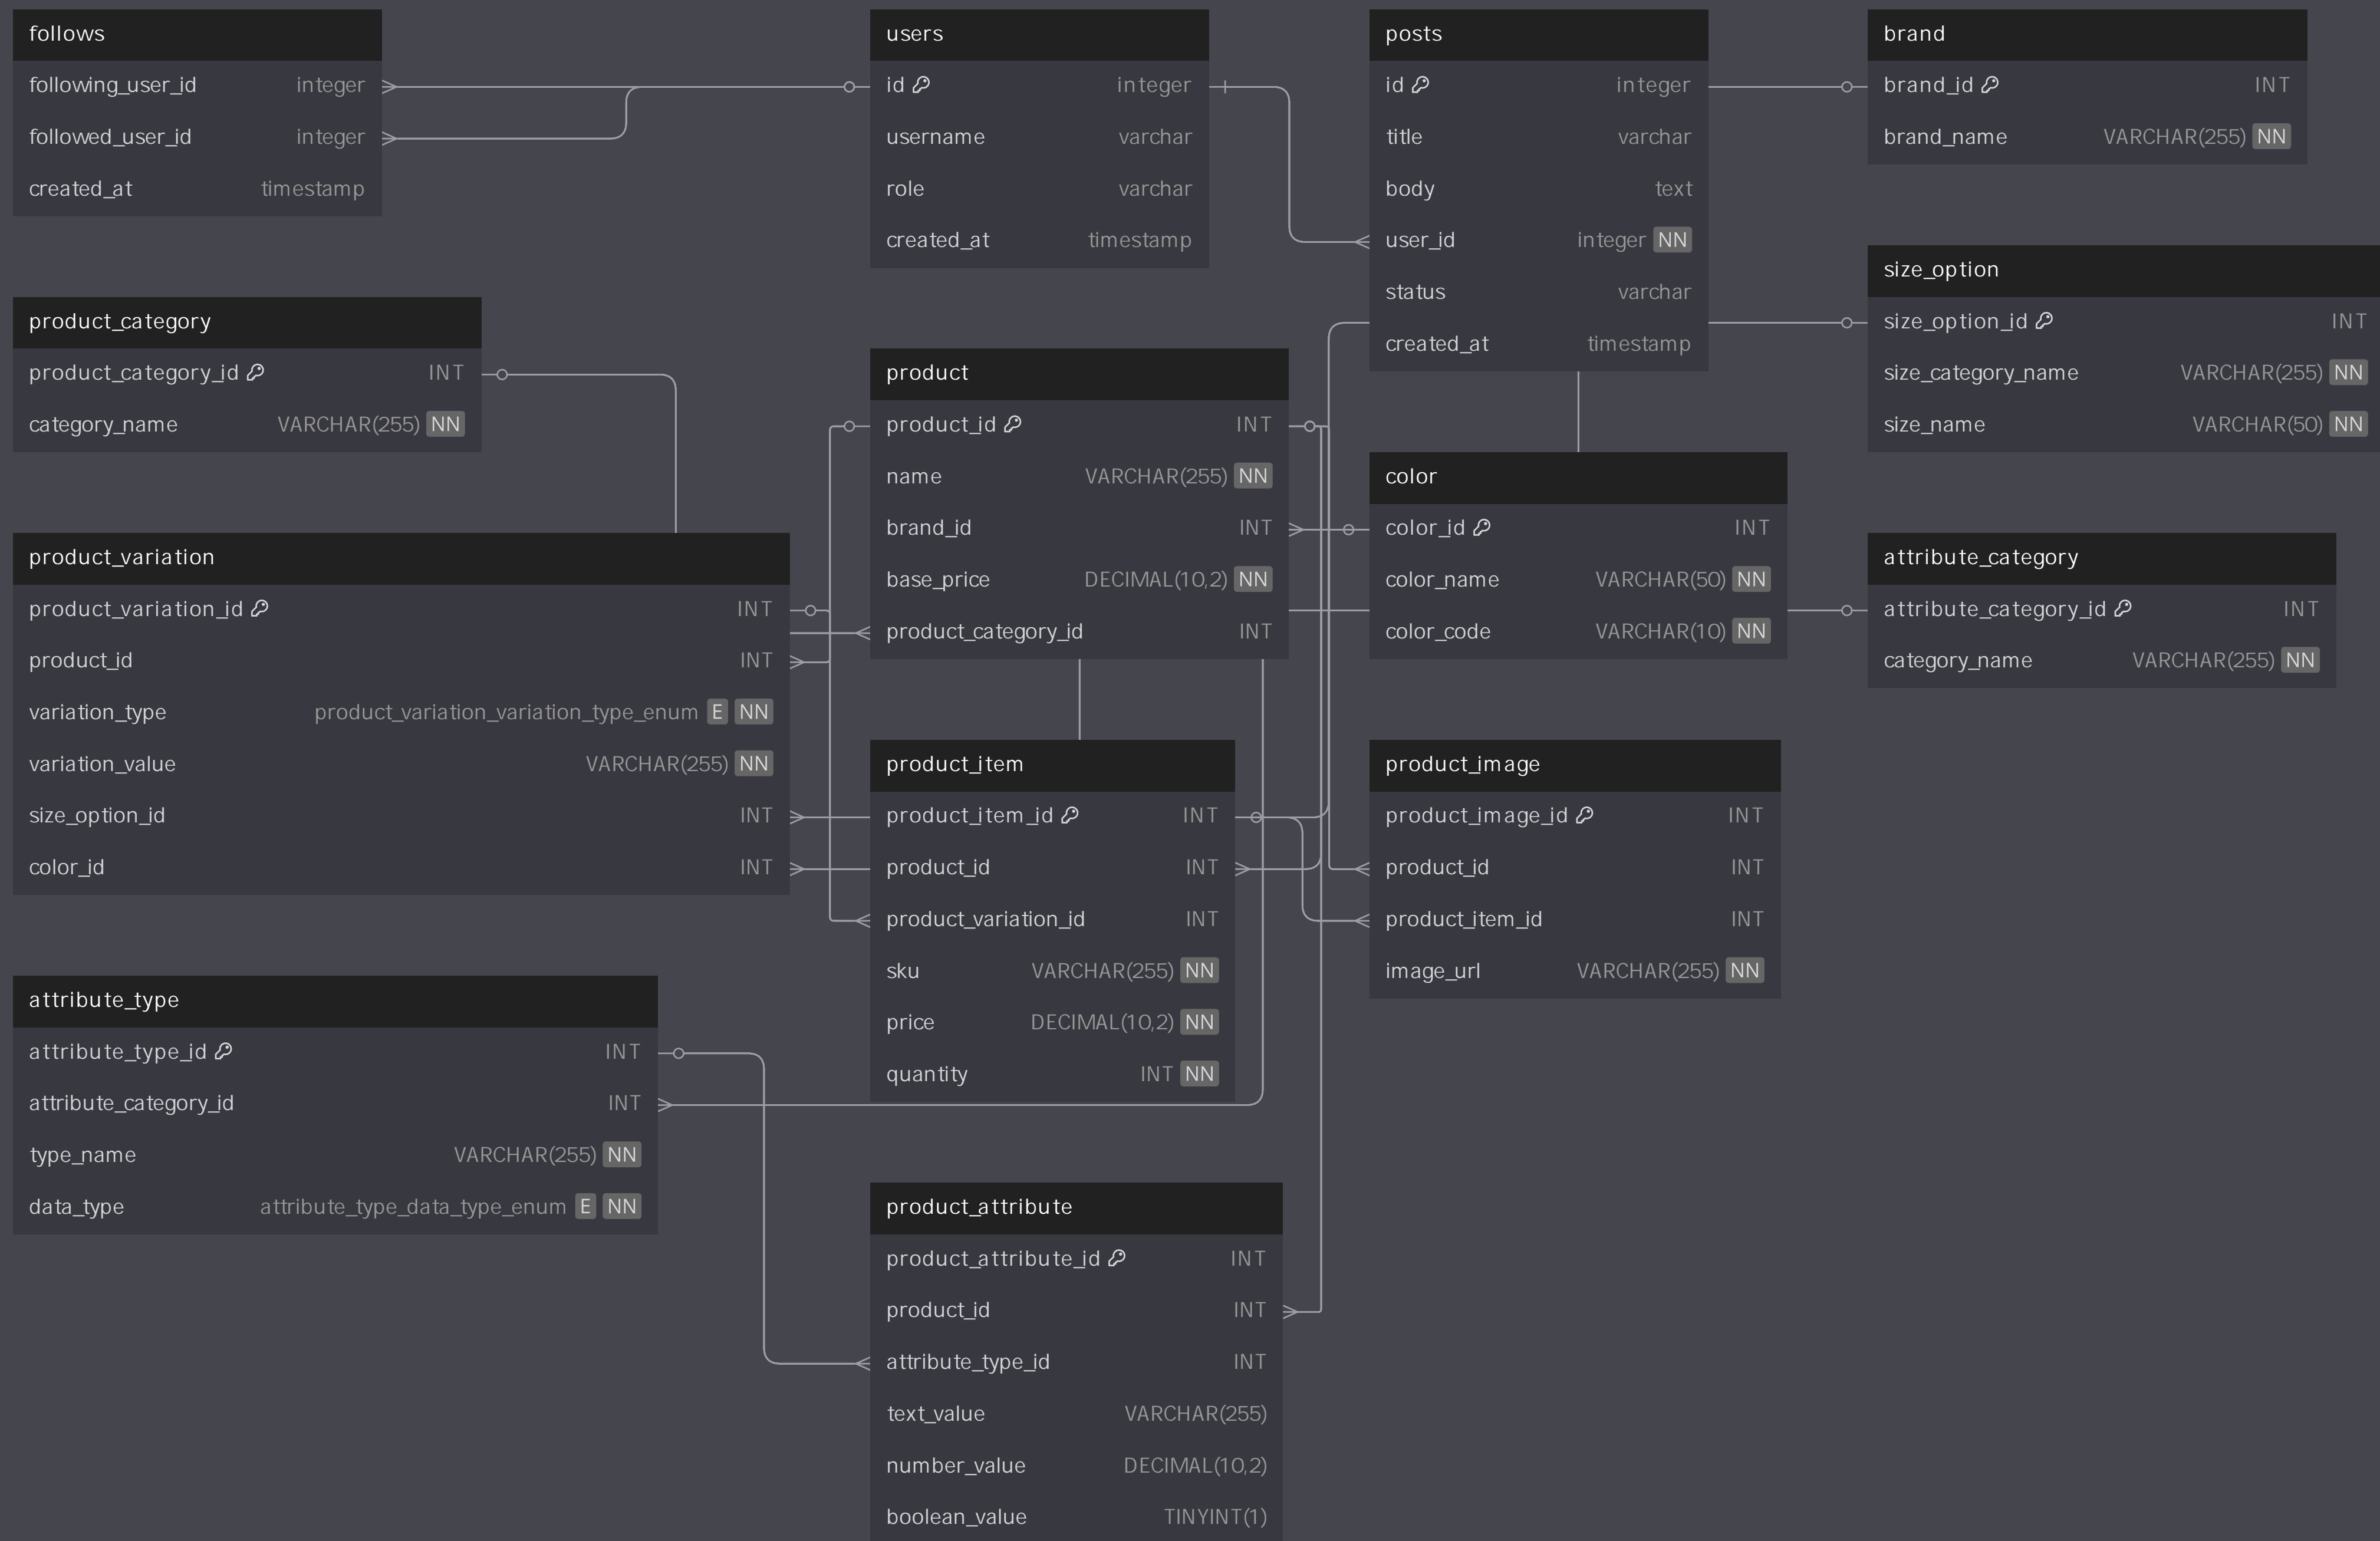 follows
following_user_id integer
followed_user_id integer
created_at timestamp
users
id integer
username varchar
role varchar
created_at timestamp
posts
id integer
title varchar
body text
user_id integer NN
status varchar
created_at timestamp
brand
brand_id INT
brand_name VARCHAR(255) NN
size_option
size_option_id INT
size_category_name VARCHAR(255) NN
size_name VARCHAR(50) NN
product_category
product_category_id INT
category_name VARCHAR(255) NN
product
product_id INT
name VARCHAR(255) NN
brand_id INT
base_price DECIMAL(10,2) NN
product_category_id INT
color
color_id INT
color_name VARCHAR(50) NN
color_code VARCHAR(10) NN
attribute_category
attribute_category_id INT
category_name VARCHAR(255) NN
product_variation
product_variation_id INT
product_id INT
variation_type product_variation_variation_type_enum E NN
variation_value VARCHAR(255) NN
size_option_id INT
color_id INT
product_item
product_item_id INT
product_id INT
product_variation_id INT
sku VARCHAR(255) NN
price DECIMAL(10,2) NN
quantity INT NN
product_image
product_image_id INT
product_id INT
product_item_id INT
image_url VARCHAR(255) NN
attribute_type
attribute_type_id INT
attribute_category_id INT
type_name VARCHAR(255) NN
data_type attribute_type_data_type_enum E NN
product_attribute
product_attribute_id INT
product_id INT
attribute_type_id INT
text_value VARCHAR(255)
number_value DECIMAL(10,2)
boolean_value TINYINT(1)